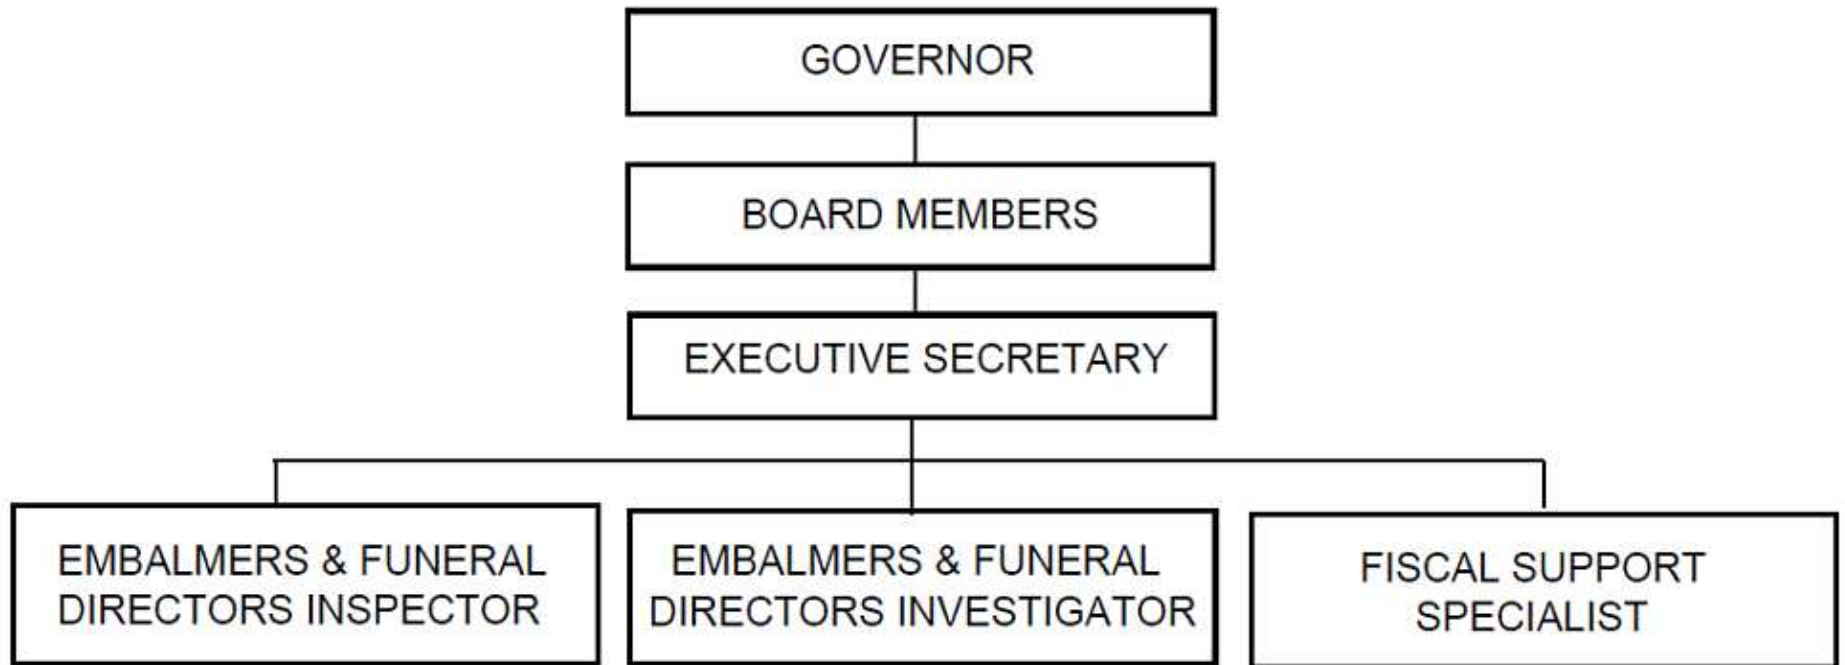 GOVERNOR
BOARD MEMBERS
EXECUTIVE SECRETARY
EMBALMERS & FUNERAL
DIRECTORS INSPECTOR
EMBALMERS & FUNERAL
DIRECTORS INVESTIGATOR
FISCAL SUPPORT
SPECIALIST